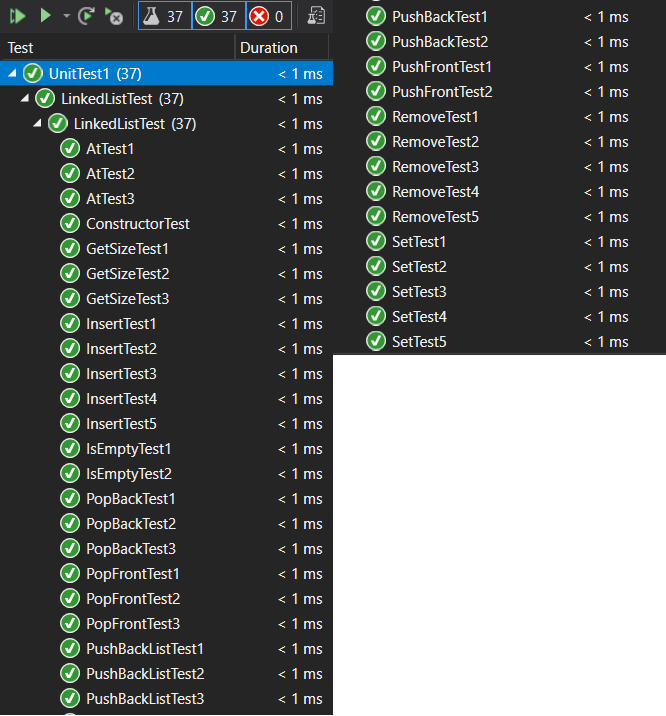 37 37 0
Test Duration
UnitTest1 (37) < 1 ms
LinkedListTest (37) < 1 ms
LinkedListTest (37) < 1 ms
AtTest1 < 1 ms
AtTest2 < 1 ms
AtTest3 < 1 ms
ConstructorTest < 1 ms
GetSizeTest1 < 1 ms
GetSizeTest2 < 1 ms
GetSizeTest3 < 1 ms
InsertTest1 < 1 ms
InsertTest2 < 1 ms
InsertTest3 < 1 ms
InsertTest4 < 1 ms
InsertTest5 < 1 ms
IsEmptyTest1 < 1 ms
IsEmptyTest2 < 1 ms
PopBackTest1 < 1 ms
PopBackTest2 < 1 ms
PopBackTest3 < 1 ms
PopFrontTest1 < 1 ms
PopFrontTest2 < 1 ms
PopFrontTest3 < 1 ms
PushBackListTest1 < 1 ms
PushBackListTest2 < 1 ms
PushBackListTest3 < 1 ms
PushBackTest1 < 1 ms
PushBackTest2 < 1 ms
PushFrontTest1 < 1 ms
PushFrontTest2 < 1 ms
RemoveTest1 < 1 ms
RemoveTest2 < 1 ms
RemoveTest3 < 1 ms
RemoveTest4 < 1 ms
RemoveTest5 < 1 ms
SetTest1 < 1 ms
SetTest2 < 1 ms
SetTest3 < 1 ms
SetTest4 < 1 ms
SetTest5 < 1 ms